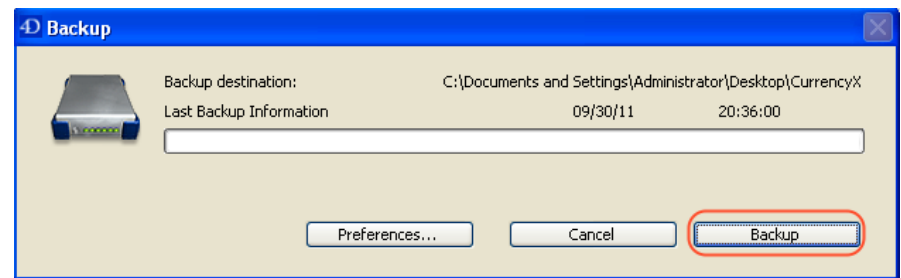 4D Backup
Backup destination: C:\Documents and Settings\Administrator\Desktop\CurrencyX
Last Backup Information 09/30/11 20:36:00
Preferences... Cancel Backup